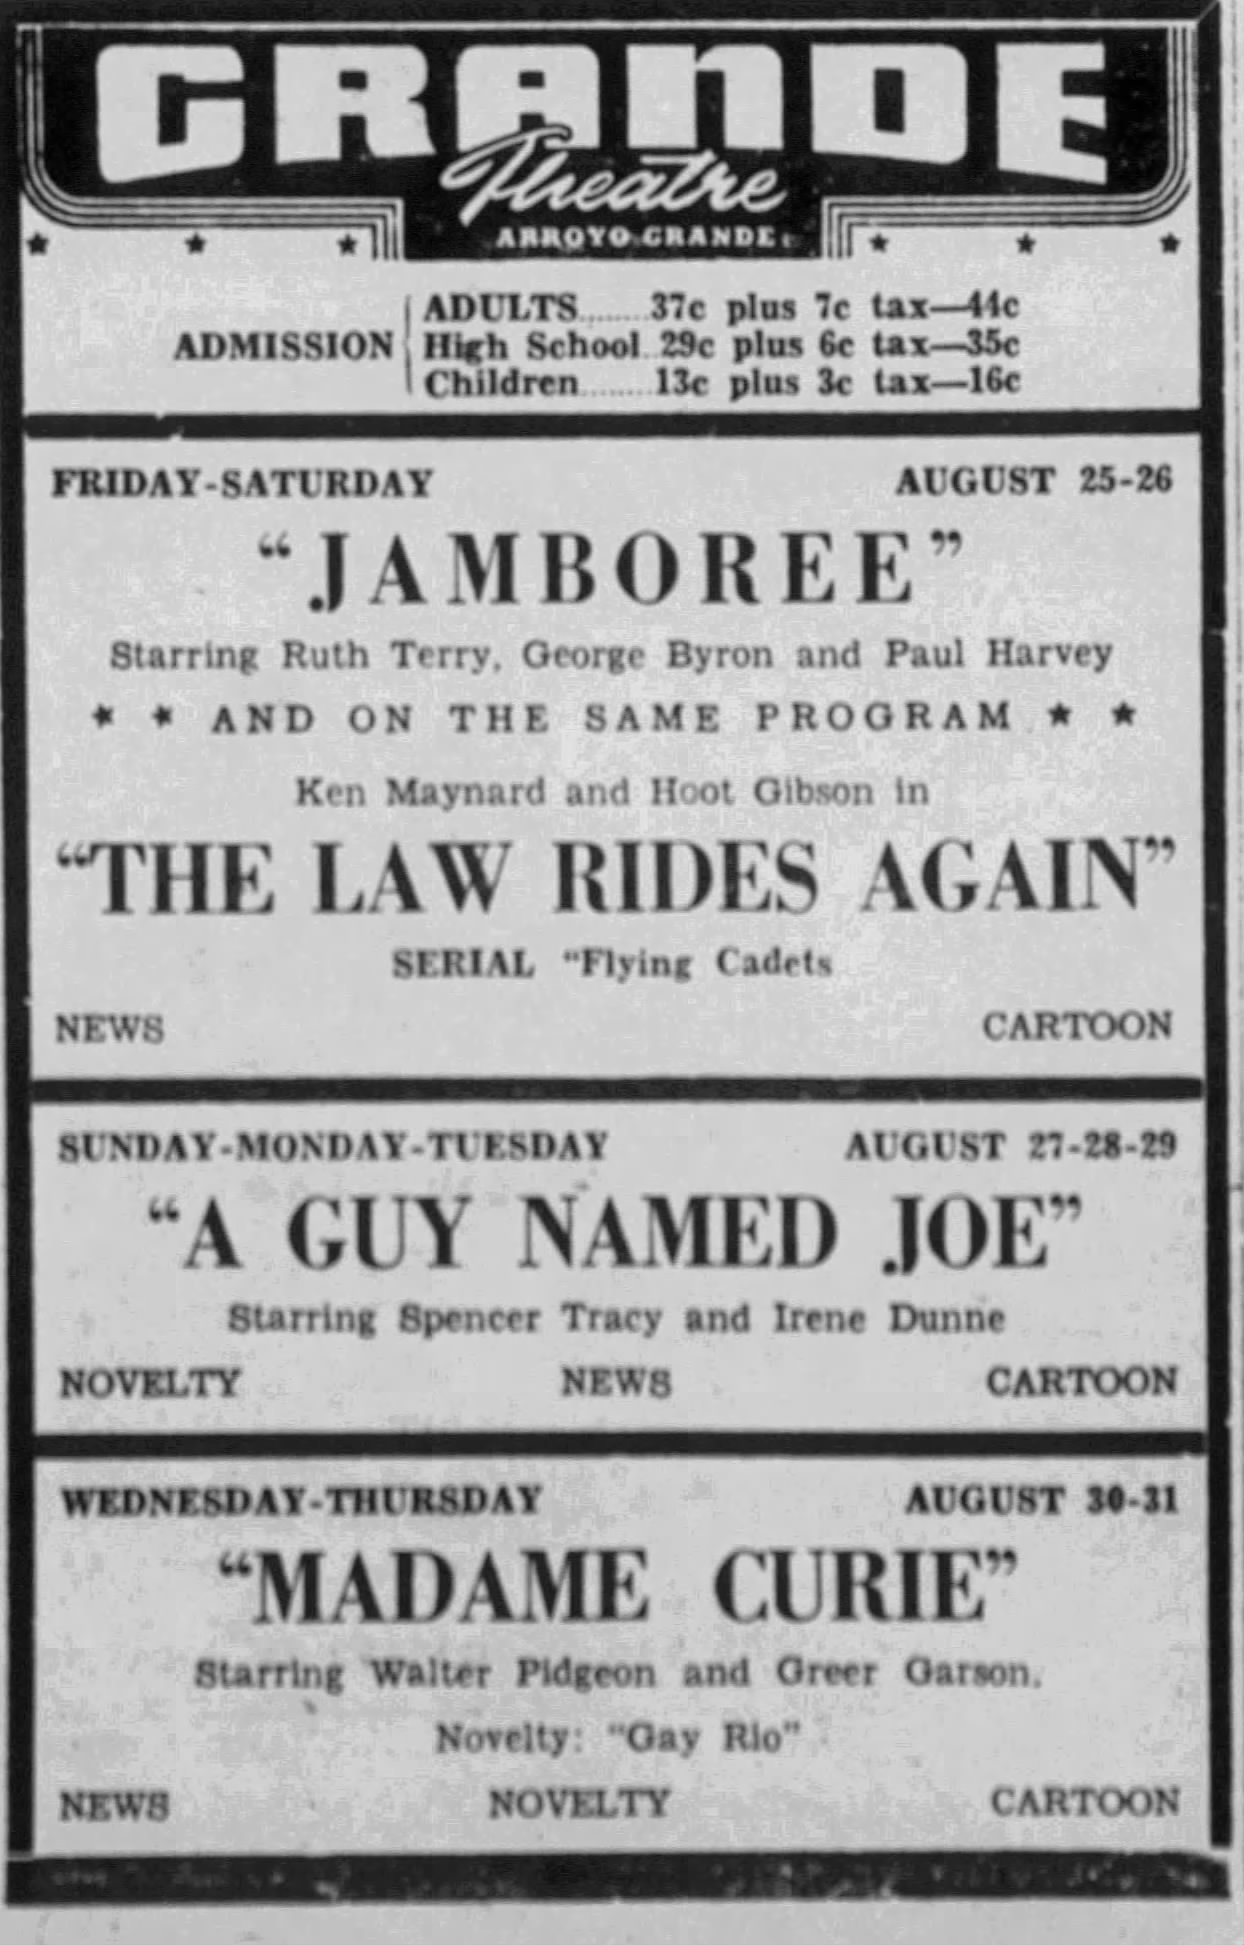 GRANDE
Theatre
ARROYO GRANDE
ADMISSION
ADULTS........37c plus 7c tax—44c
High School..29c plus 6c tax—35c
Children........13c plus 3c tax—16c
FRIDAY-SATURDAY AUGUST 25-26
“JAMBOREE”
Starring Ruth Terry, George Byron and Paul Harvey
★ ★ AND ON THE SAME PROGRAM ★ ★
Ken Maynard and Hoot Gibson in
“THE LAW RIDES AGAIN”
SERIAL “Flying Cadets
NEWS CARTOON
SUNDAY-MONDAY-TUESDAY AUGUST 27-28-29
“A GUY NAMED JOE”
Starring Spencer Tracy and Irene Dunne
NOVELTY NEWS CARTOON
WEDNESDAY-THURSDAY AUGUST 30-31
“MADAME CURIE”
Starring Walter Pidgeon and Greer Garson.
Novelty: “Gay Rio”
NEWS NOVELTY CARTOON